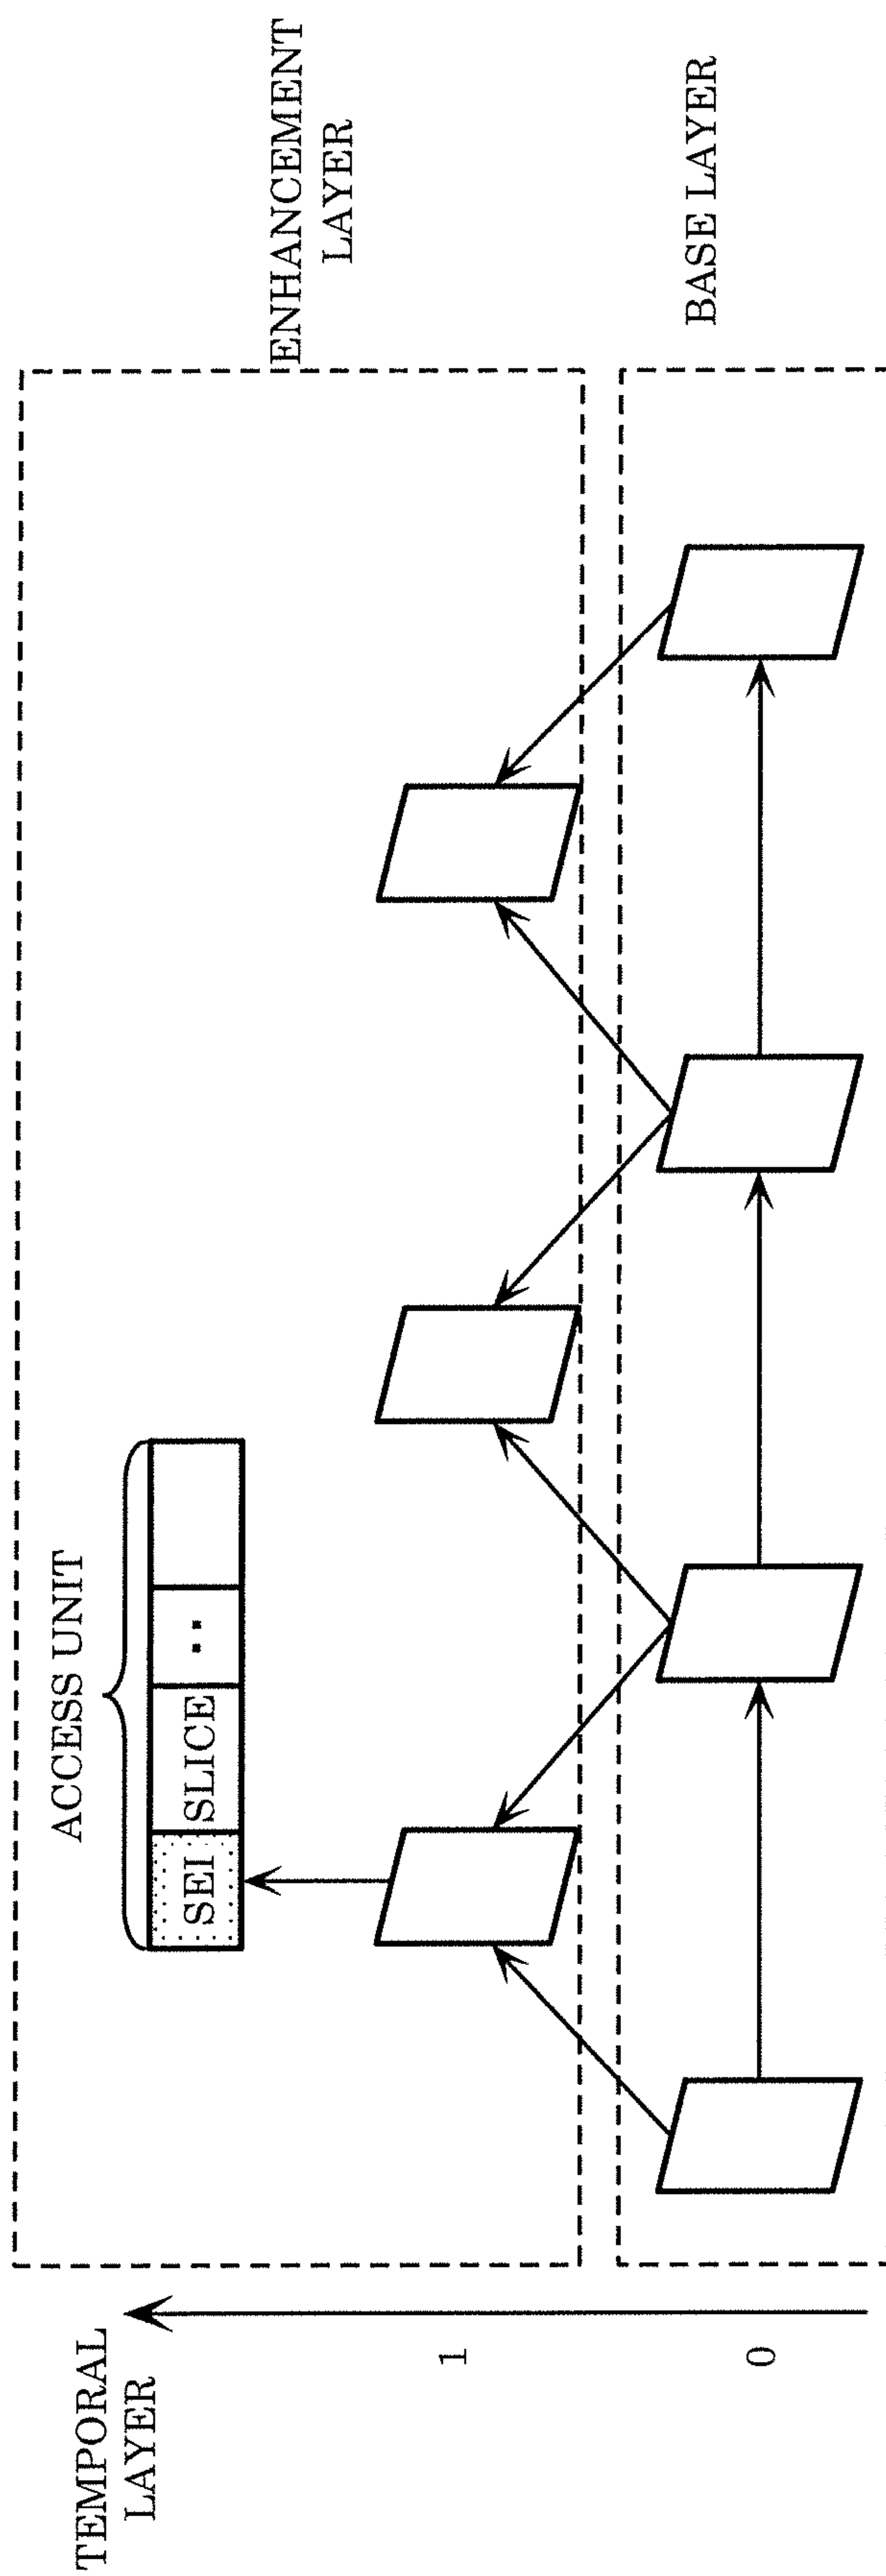 TEMPORAL
LAYER
1
0
ACCESS UNIT
SEI
SLICE
..
ENHANCEMENT
LAYER
BASE LAYER